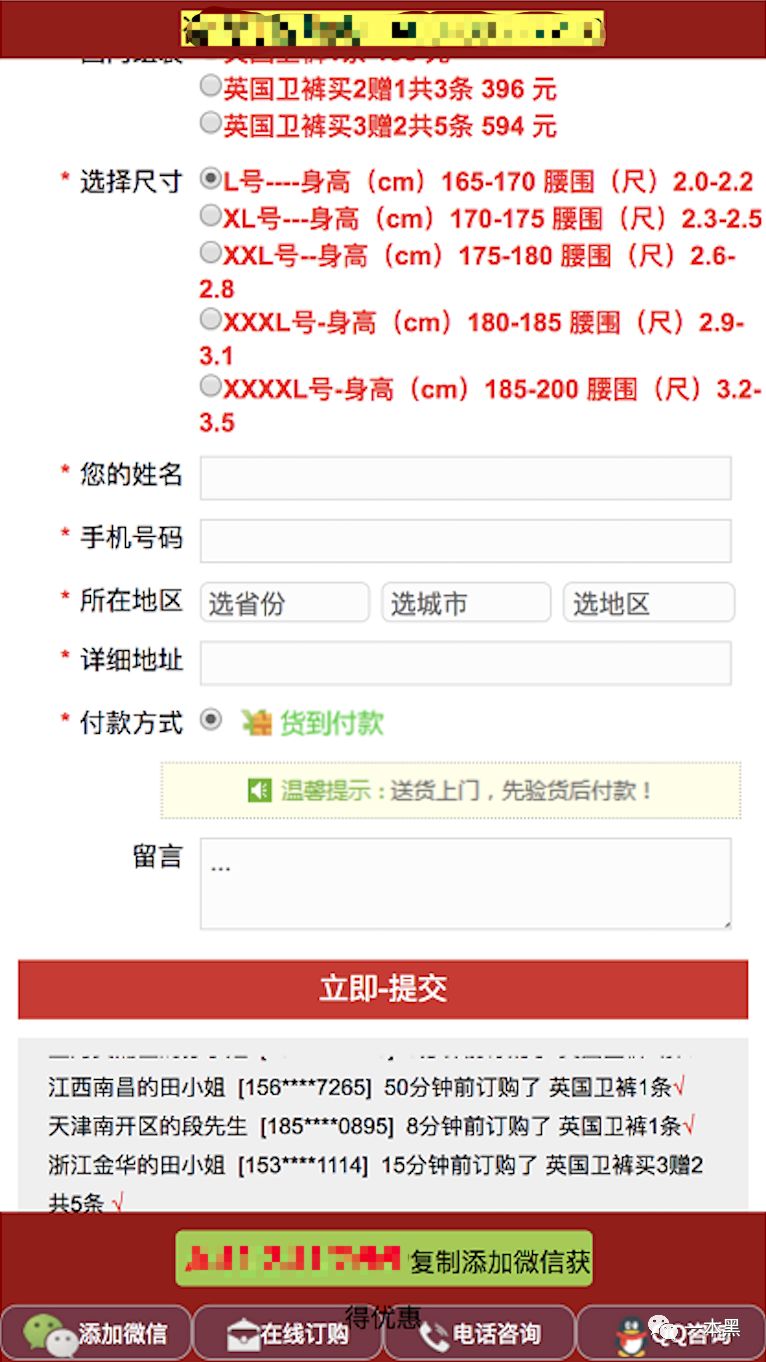 英国卫裤买2赠1共3条 396 元
英国卫裤买3赠2共5条 594 元
* 选择尺寸 L号----身高（cm）165-170 腰围（尺）2.0-2.2
XL号---身高（cm）170-175 腰围（尺）2.3-2.5
XXL号--身高（cm）175-180 腰围（尺）2.6-
2.8
XXXL号-身高（cm）180-185 腰围（尺）2.9-
3.1
XXXXL号-身高（cm）185-200 腰围（尺）3.2-
3.5
* 您的姓名
* 手机号码
* 所在地区 选省份 选城市 选地区
* 详细地址
* 付款方式 货到付款
温馨提示：送货上门，先验货后付款！
留言 ...
立即-提交
江西南昌的田小姐 [156****7265] 50分钟前订购了 英国卫裤1条√
天津南开区的段先生 [185****0895] 8分钟前订购了 英国卫裤1条√
浙江金华的田小姐 [153****1114] 15分钟前订购了 英国卫裤买3赠2
共5条 √
复制添加微信获
得优惠
添加微信 在线订购 电话咨询 QQ咨询
一本黑